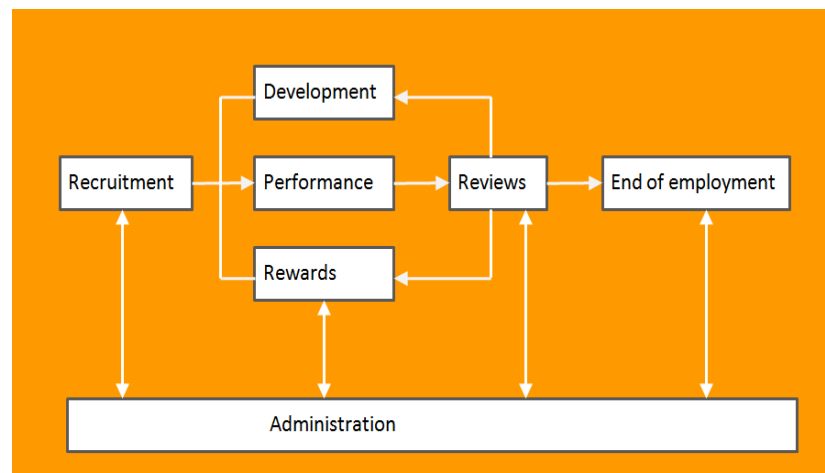 Development
Recruitment
Performance
Reviews
End of employment
Rewards
Administration